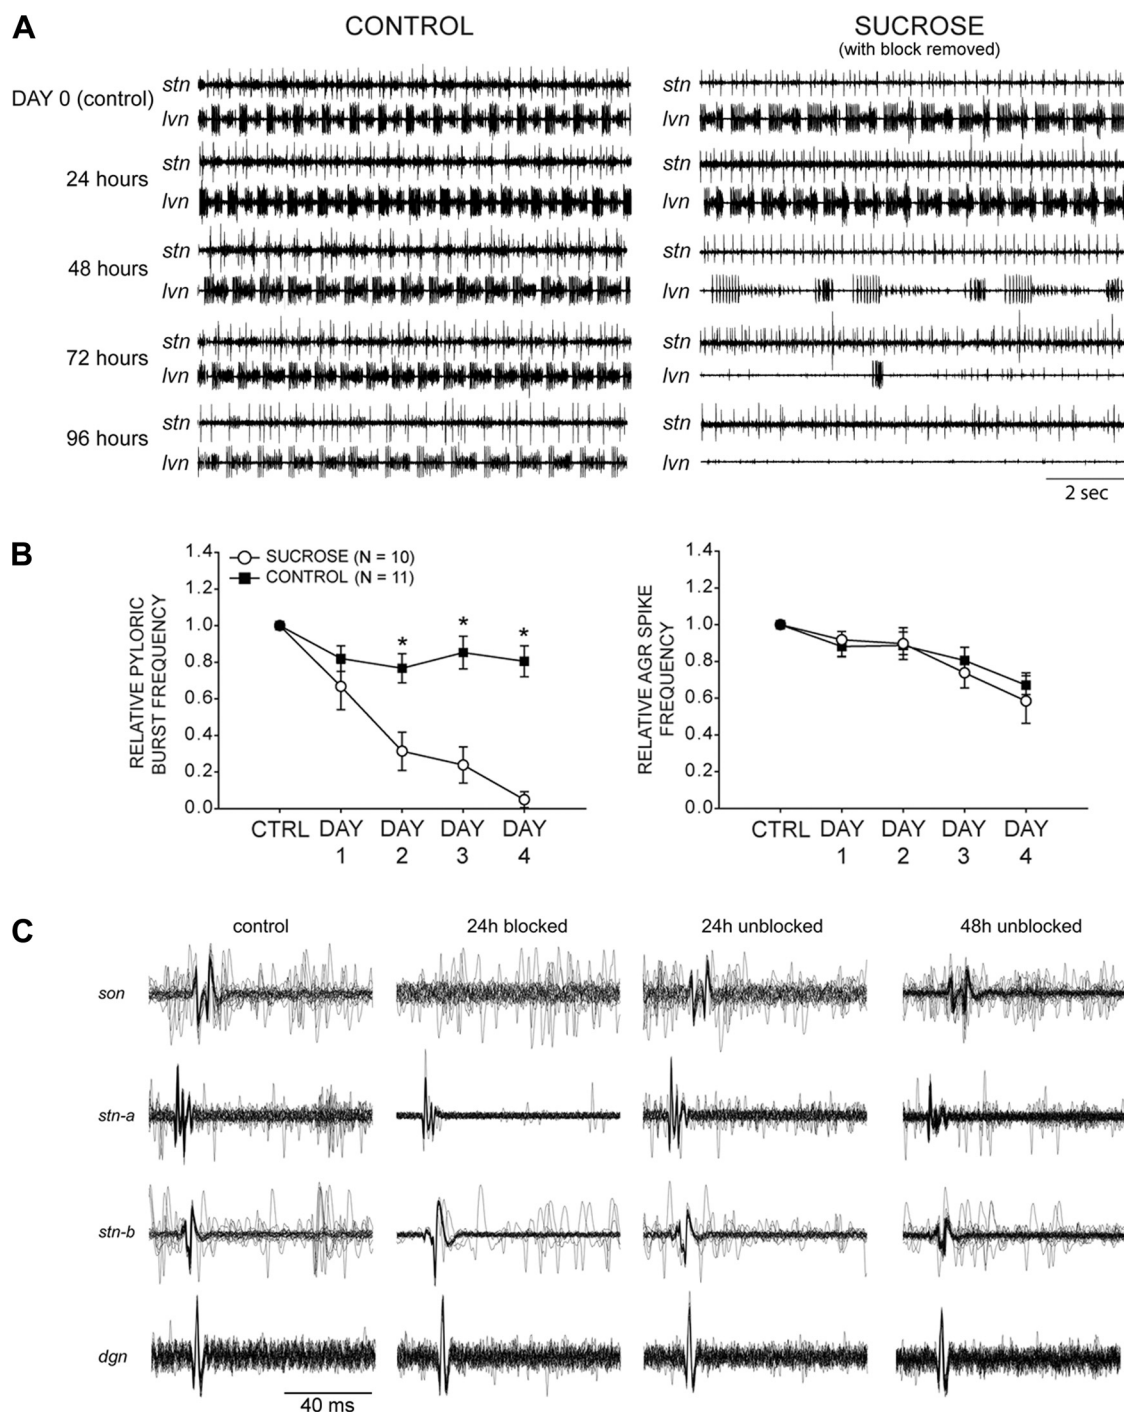 A
CONTROL
SUCROSE
(with block removed)
DAY 0 (control)
stn
lvn
stn
lvn
24 hours
stn
lvn
stn
lvn
48 hours
stn
lvn
stn
lvn
72 hours
stn
lvn
stn
lvn
96 hours
stn
lvn
stn
lvn
2 sec
B
RELATIVE PYLORIC
BURST FREQUENCY
1.4
1.2
1.0
0.8
0.6
0.4
0.2
0.0
SUCROSE (N = 10)
CONTROL (N = 11)
*
*
*
CTRL
DAY
1
DAY
2
DAY
3
DAY
4
RELATIVE AGR SPIKE
FREQUENCY
1.4
1.2
1.0
0.8
0.6
0.4
0.2
0.0
CTRL
DAY
1
DAY
2
DAY
3
DAY
4
C
control
24h blocked
24h unblocked
48h unblocked
son
stn-a
stn-b
dgn
40 ms